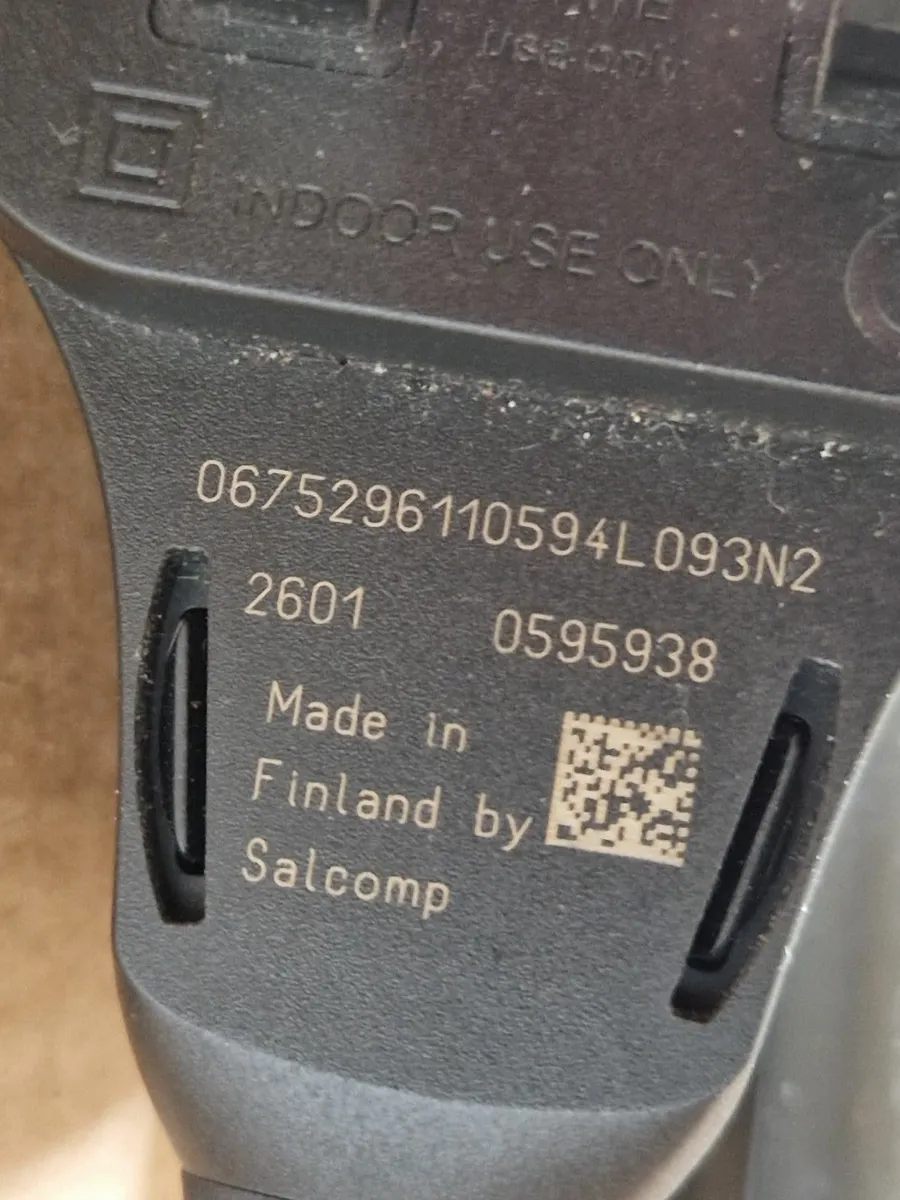 use only
INDOOR USE ONLY
0675296110594L093N2
2601 0595938
Made in
Finland by
Salcomp